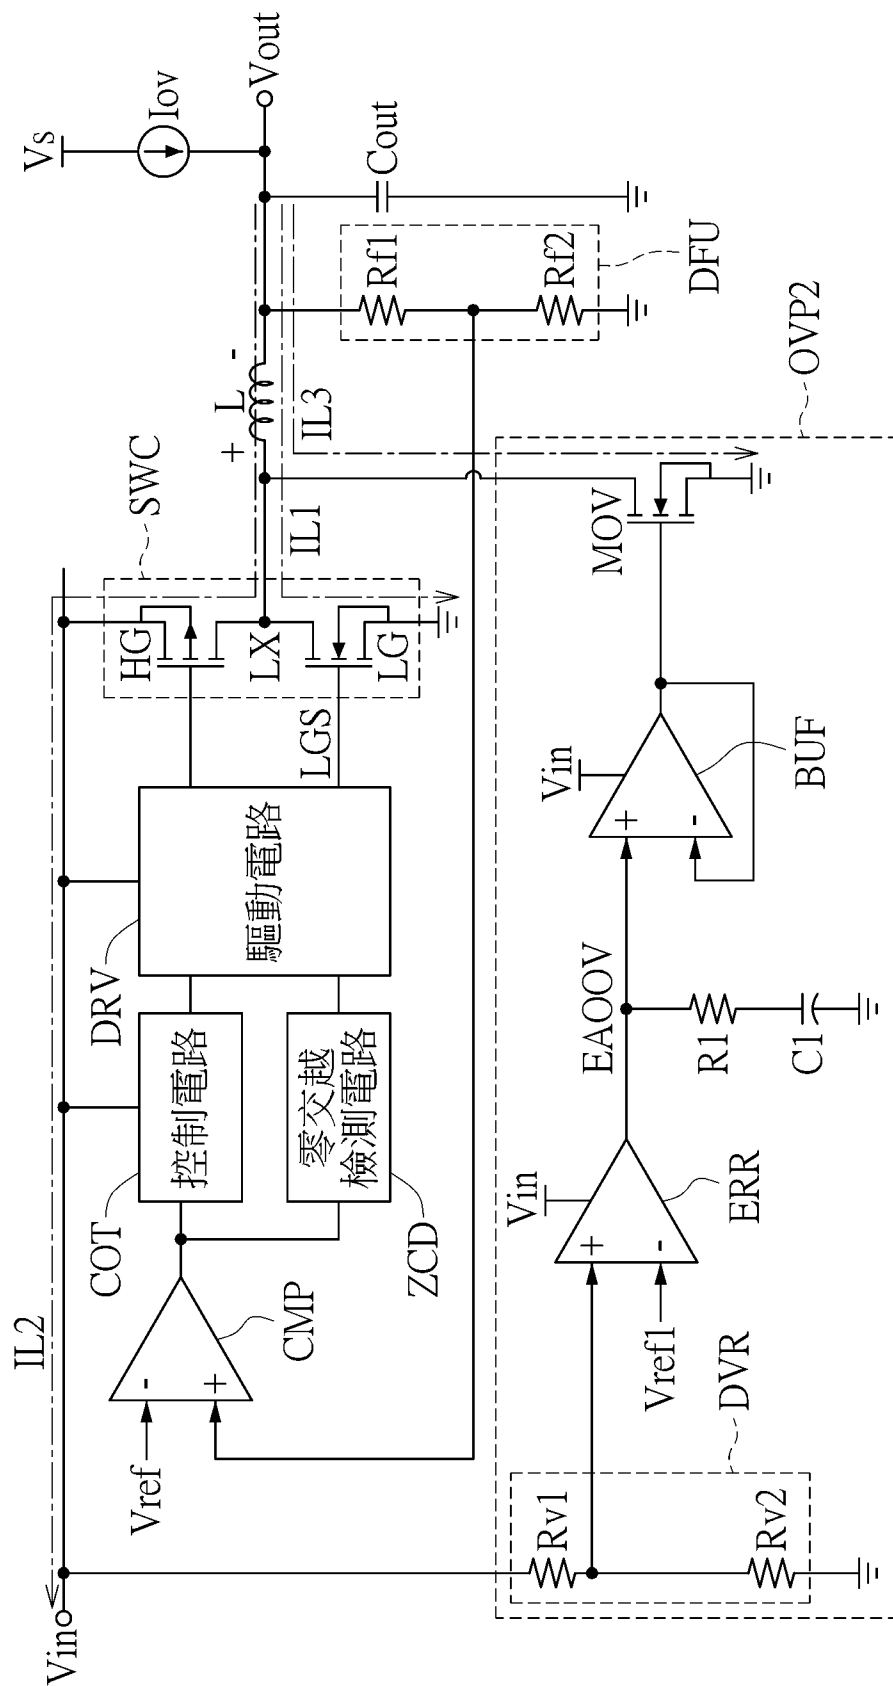 Vin
IL2
Vref
-
+
CMP
COT
控制電路
零交越
檢測電路
ZCD
DRV
驅動電路
LGS
SWC
HG
LX
LG
IL1
IL3
+
L
-
Vs
Iov
Vout
Cout
Rf1
Rf2
DFU
OVP2
Rv1
Rv2
DVR
Vref1
+
-
Vin
ERR
EAOOV
R1
C1
Vin
+
-
BUF
MOV